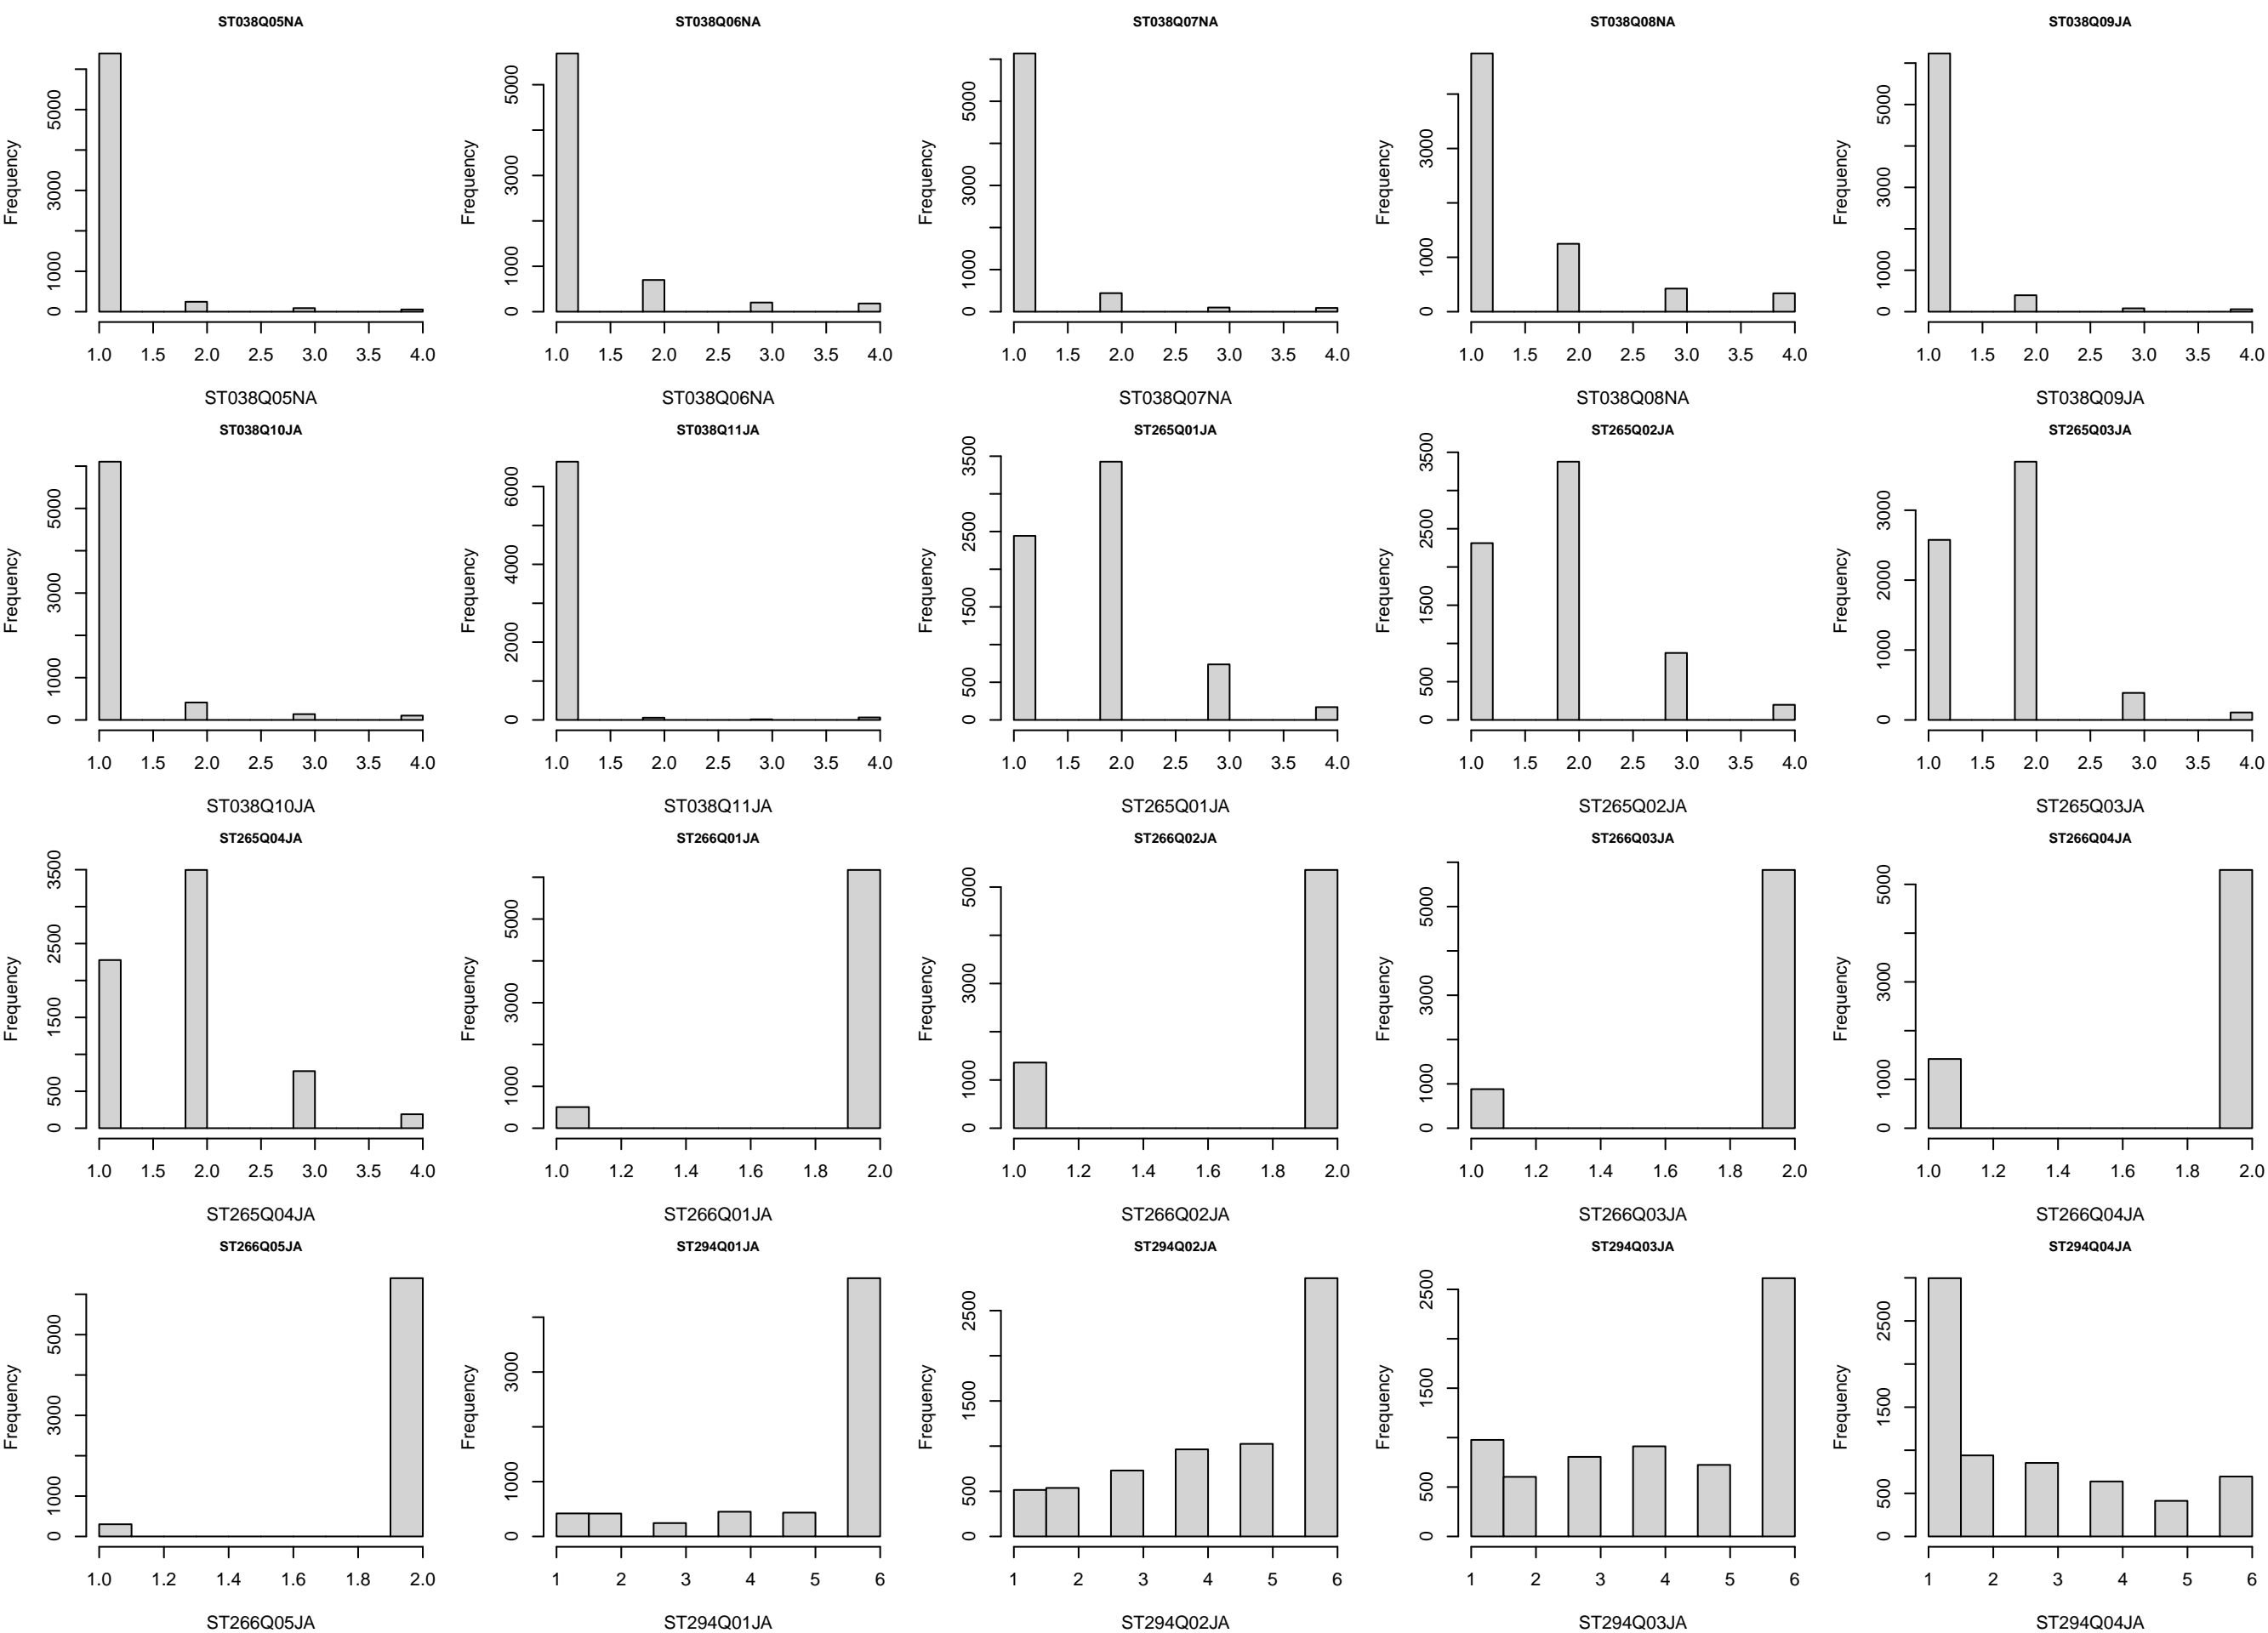 ST038Q05NA ST038Q06NA ST038Q07NA ST038Q08NA ST038Q09JA
Frequency 0 1000 3000 5000
Frequency 0 1000 3000 5000
Frequency 0 1000 3000 5000
Frequency 0 1000 3000
Frequency 0 1000 3000 5000
1.0 1.5 2.0 2.5 3.0 3.5 4.0 1.0 1.5 2.0 2.5 3.0 3.5 4.0 1.0 1.5 2.0 2.5 3.0 3.5 4.0 1.0 1.5 2.0 2.5 3.0 3.5 4.0 1.0 1.5 2.0 2.5 3.0 3.5 4.0
ST038Q05NA ST038Q06NA ST038Q07NA ST038Q08NA ST038Q09JA
ST038Q10JA ST038Q11JA ST265Q01JA ST265Q02JA ST265Q03JA
Frequency 0 1000 3000 5000
Frequency 0 2000 4000 6000
Frequency 0 500 1500 2500 3500
Frequency 0 500 1500 2500 3500
Frequency 0 1000 2000 3000
1.0 1.5 2.0 2.5 3.0 3.5 4.0 1.0 1.5 2.0 2.5 3.0 3.5 4.0 1.0 1.5 2.0 2.5 3.0 3.5 4.0 1.0 1.5 2.0 2.5 3.0 3.5 4.0 1.0 1.5 2.0 2.5 3.0 3.5 4.0
ST038Q10JA ST038Q11JA ST265Q01JA ST265Q02JA ST265Q03JA
ST265Q04JA ST266Q01JA ST266Q02JA ST266Q03JA ST266Q04JA
Frequency 0 500 1500 2500 3500
Frequency 0 1000 3000 5000
Frequency 0 1000 3000 5000
Frequency 0 1000 3000 5000
Frequency 0 1000 3000 5000
1.0 1.5 2.0 2.5 3.0 3.5 4.0 1.0 1.2 1.4 1.6 1.8 2.0 1.0 1.2 1.4 1.6 1.8 2.0 1.0 1.2 1.4 1.6 1.8 2.0 1.0 1.2 1.4 1.6 1.8 2.0
ST265Q04JA ST266Q01JA ST266Q02JA ST266Q03JA ST266Q04JA
ST266Q05JA ST294Q01JA ST294Q02JA ST294Q03JA ST294Q04JA
Frequency 0 1000 3000 5000
Frequency 0 1000 3000
Frequency 0 500 1500 2500
Frequency 0 500 1500 2500
Frequency 0 500 1500 2500
1.0 1.2 1.4 1.6 1.8 2.0 1 2 3 4 5 6 1 2 3 4 5 6 1 2 3 4 5 6 1 2 3 4 5 6
ST266Q05JA ST294Q01JA ST294Q02JA ST294Q03JA ST294Q04JA